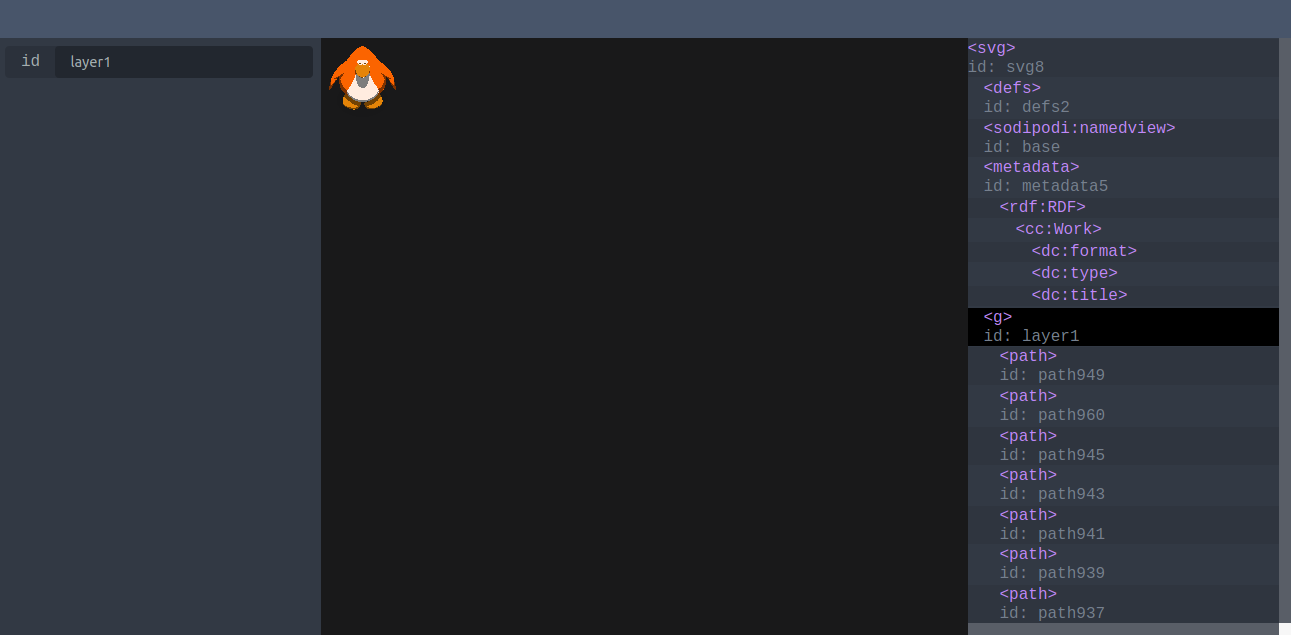 id layer1
<svg>
id: svg8
<defs>
id: defs2
<sodipodi:namedview>
id: base
<metadata>
id: metadata5
<rdf:RDF>
<cc:Work>
<dc:format>
<dc:type>
<dc:title>
<g>
id: layer1
<path>
id: path949
<path>
id: path960
<path>
id: path945
<path>
id: path943
<path>
id: path941
<path>
id: path939
<path>
id: path937